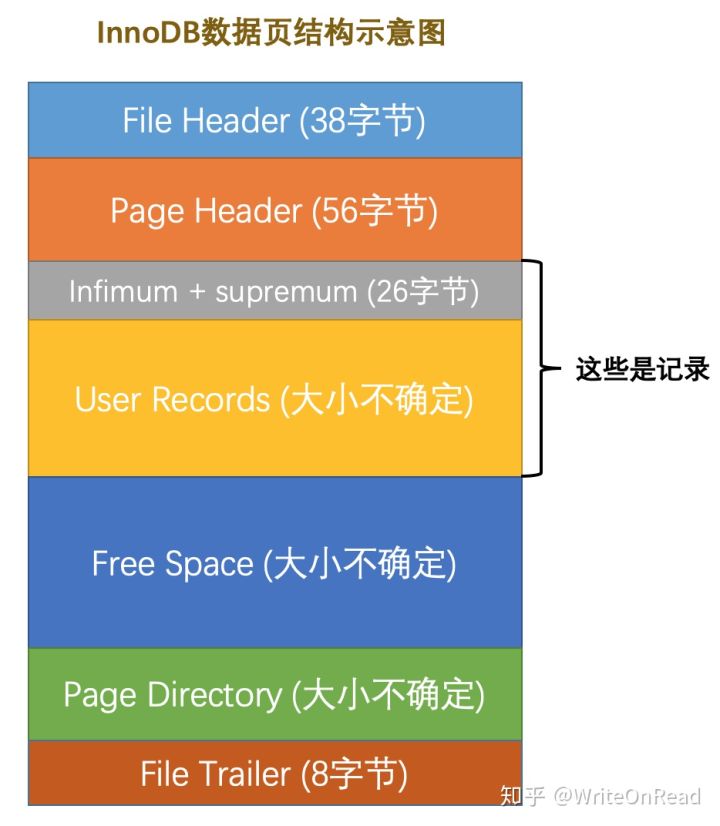 InnoDB数据页结构示意图
File Header (38字节)
Page Header (56字节)
Infimum + supremum (26字节)
这些是记录
User Records (大小不确定)
Free Space (大小不确定)
Page Directory (大小不确定)
File Trailer (8字节)
知乎 @WriteOnRead